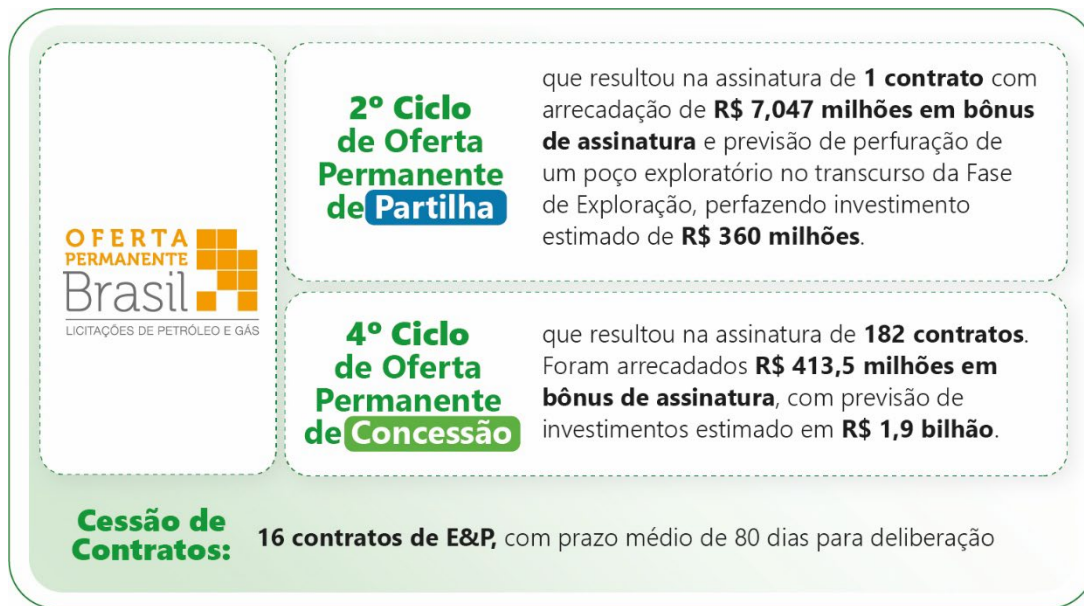 OFERTA
PERMANENTE
Brasil
LICITAÇÕES DE PETRÓLEO E GÁS
2º Ciclo
de Oferta
Permanente
de Partilha
que resultou na assinatura de 1 contrato com
arrecadação de R$ 7,047 milhões em bônus
de assinatura e previsão de perfuração de
um poço exploratório no transcurso da Fase
de Exploração, perfazendo investimento
estimado de R$ 360 milhões.
4º Ciclo
de Oferta
Permanente
de Concessão
que resultou na assinatura de 182 contratos.
Foram arrecadados R$ 413,5 milhões em
bônus de assinatura, com previsão de
investimentos estimado em R$ 1,9 bilhão.
Cessão de
Contratos:
16 contratos de E&P, com prazo médio de 80 dias para deliberação